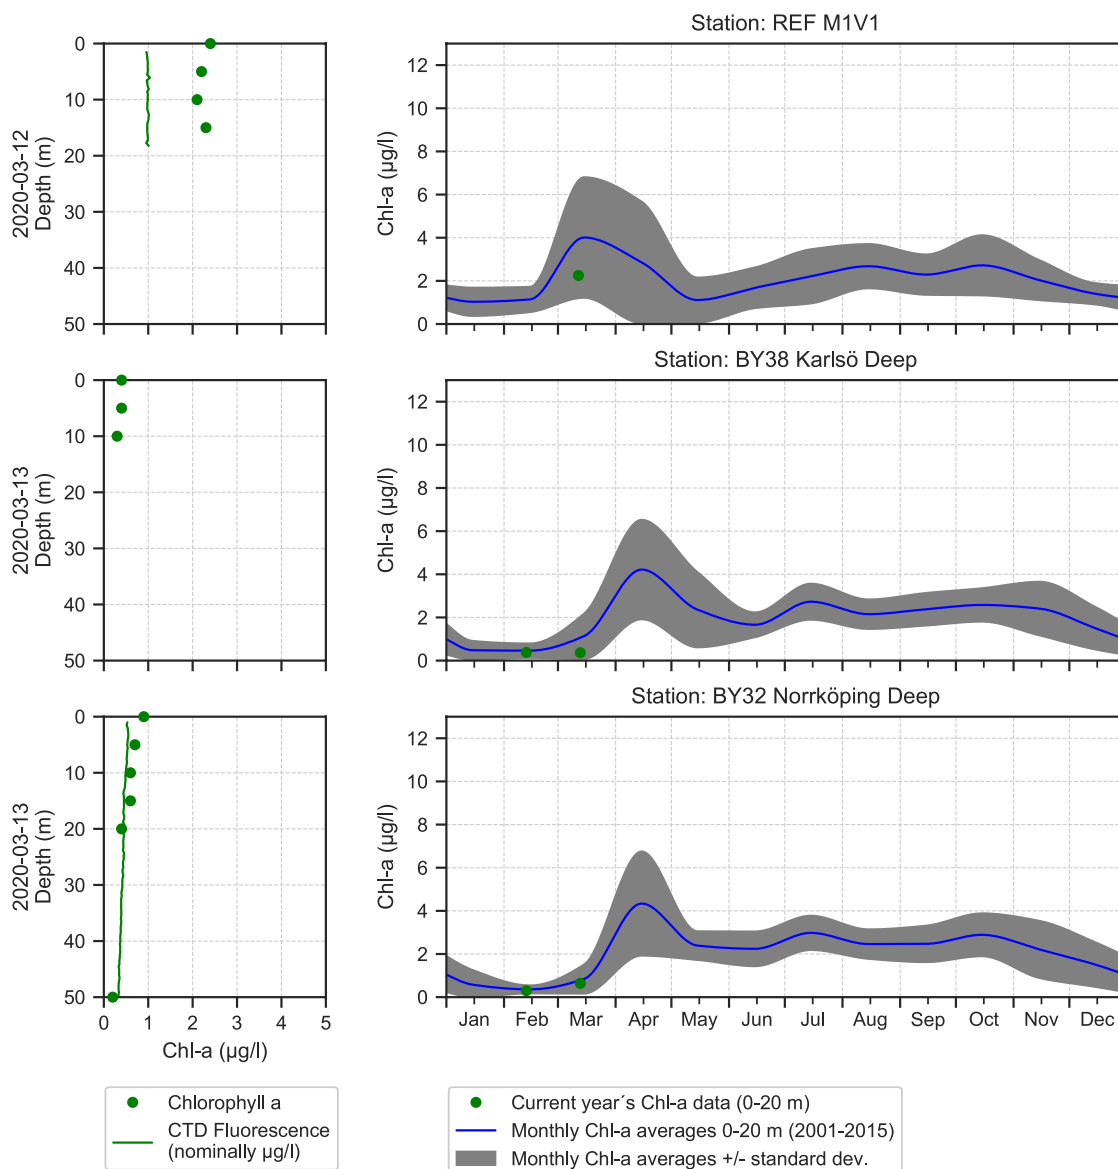 Station: REF M1V1
0
10
20
30
40
50
2020-03-12
Depth (m)
12
10
8
6
4
2
0
Chl-a (µg/l)
Station: BY38 Karlsö Deep
0
10
20
30
40
50
2020-03-13
Depth (m)
12
10
8
6
4
2
0
Chl-a (µg/l)
Station: BY32 Norrköping Deep
0
10
20
30
40
50
2020-03-13
Depth (m)
0 1 2 3 4 5
Chl-a (µg/l)
12
10
8
6
4
2
0
Chl-a (µg/l)
Jan Feb Mar Apr May Jun Jul Aug Sep Oct Nov Dec
Chlorophyll a
CTD Fluorescence
(nominally µg/l)
Current year´s Chl-a data (0-20 m)
Monthly Chl-a averages 0-20 m (2001-2015)
Monthly Chl-a averages +/- standard dev.